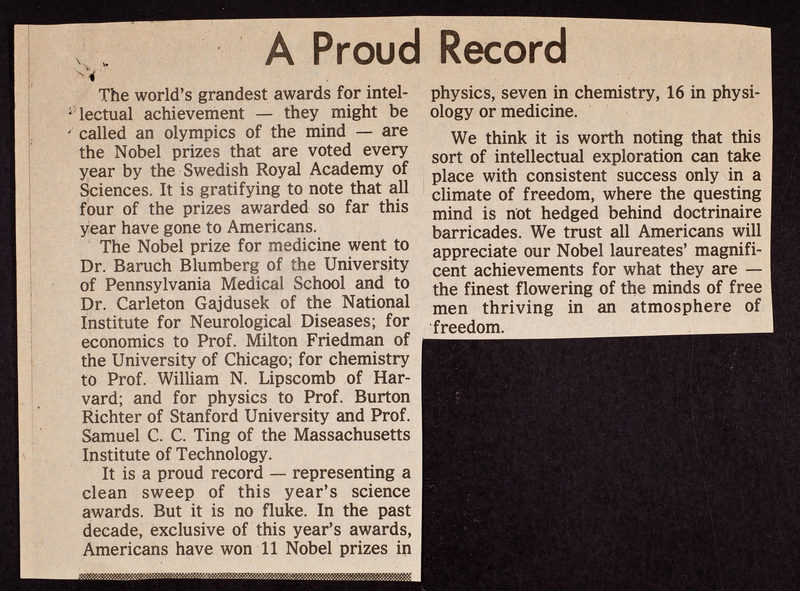 A Proud Record
The world's grandest awards for intel-
lectual achievement — they might be
called an olympics of the mind — are
the Nobel prizes that are voted every
year by the Swedish Royal Academy of
Sciences. It is gratifying to note that all
four of the prizes awarded so far this
year have gone to Americans.
The Nobel prize for medicine went to
Dr. Baruch Blumberg of the University
of Pennsylvania Medical School and to
Dr. Carleton Gajdusek of the National
Institute for Neurological Diseases; for
economics to Prof. Milton Friedman of
the University of Chicago; for chemistry
to Prof. William N. Lipscomb of Har-
vard; and for physics to Prof. Burton
Richter of Stanford University and Prof.
Samuel C. C. Ting of the Massachusetts
Institute of Technology.
It is a proud record — representing a
clean sweep of this year's science
awards. But it is no fluke. In the past
decade, exclusive of this year's awards,
Americans have won 11 Nobel prizes in
physics, seven in chemistry, 16 in physi-
ology or medicine.
We think it is worth noting that this
sort of intellectual exploration can take
place with consistent success only in a
climate of freedom, where the questing
mind is not hedged behind doctrinaire
barricades. We trust all Americans will
appreciate our Nobel laureates' magnifi-
cent achievements for what they are —
the finest flowering of the minds of free
men thriving in an atmosphere of
freedom.